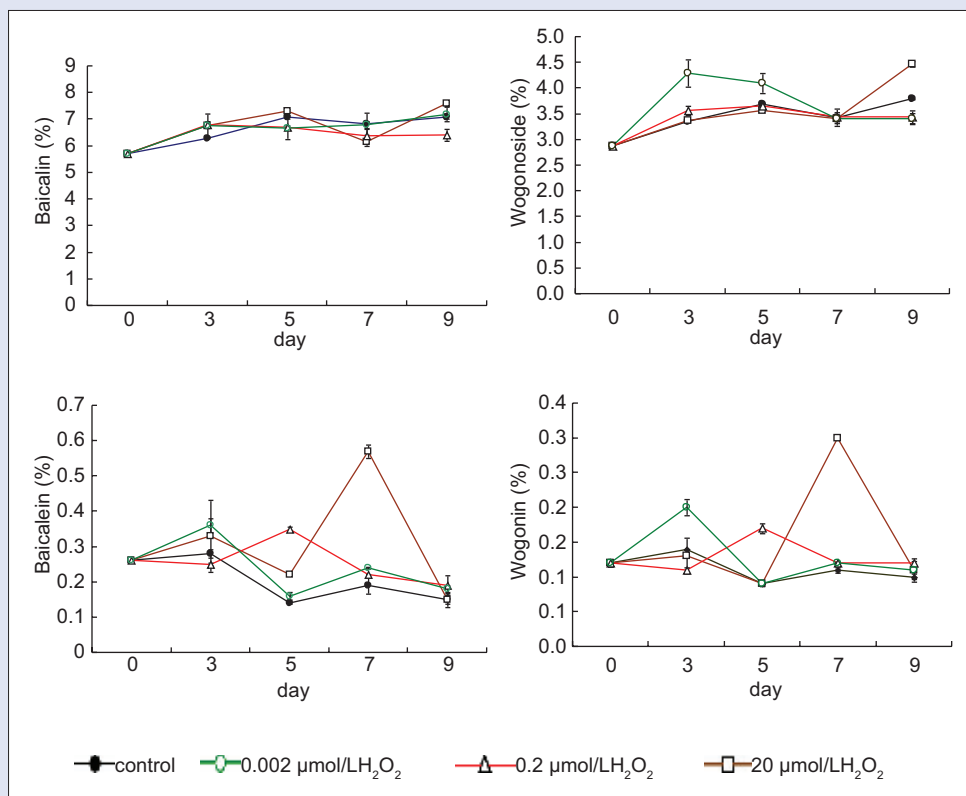 Baicalin (%)
9
8
7
6
5
4
3
2
1
0
0 3 5 7 9
day
Wogonoside (%)
5.0
4.5
4.0
3.5
3.0
2.5
2.0
1.5
1.0
0.5
0.0
0 3 5 7 9
day
Baicalein (%)
0.7
0.6
0.5
0.4
0.3
0.2
0.1
0
0 3 5 7 9
day
Wogonin (%)
0.4
0.3
0.3
0.2
0.2
0.1
0.1
0.0
0 3 5 7 9
day
control 0.002 μmol/LH₂O₂ 0.2 μmol/LH₂O₂ 20 μmol/LH₂O₂